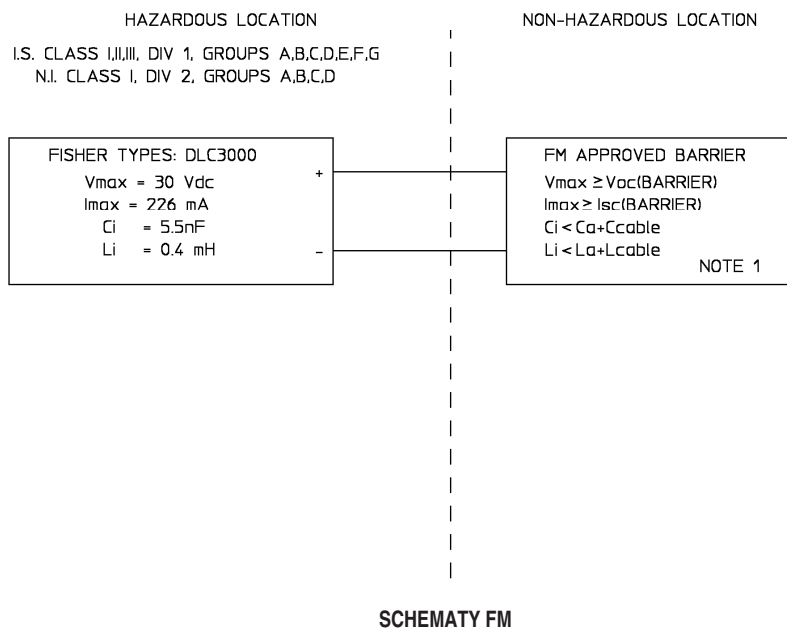 HAZARDOUS LOCATION
I.S. CLASS I,II,III, DIV 1, GROUPS A,B,C,D,E,F,G
N.I. CLASS I, DIV 2, GROUPS A,B,C,D
NON-HAZARDOUS LOCATION
FISHER TYPES: DLC3000
+
Vmax = 30 Vdc
Imax = 226 mA
Ci = 5.5nF
Li = 0.4 mH
–
FM APPROVED BARRIER
Vmax ≥ Voc(BARRIER)
Imax ≥ Isc(BARRIER)
Ci < Ca+Ccable
Li < La+Lcable
NOTE 1
SCHEMATY FM